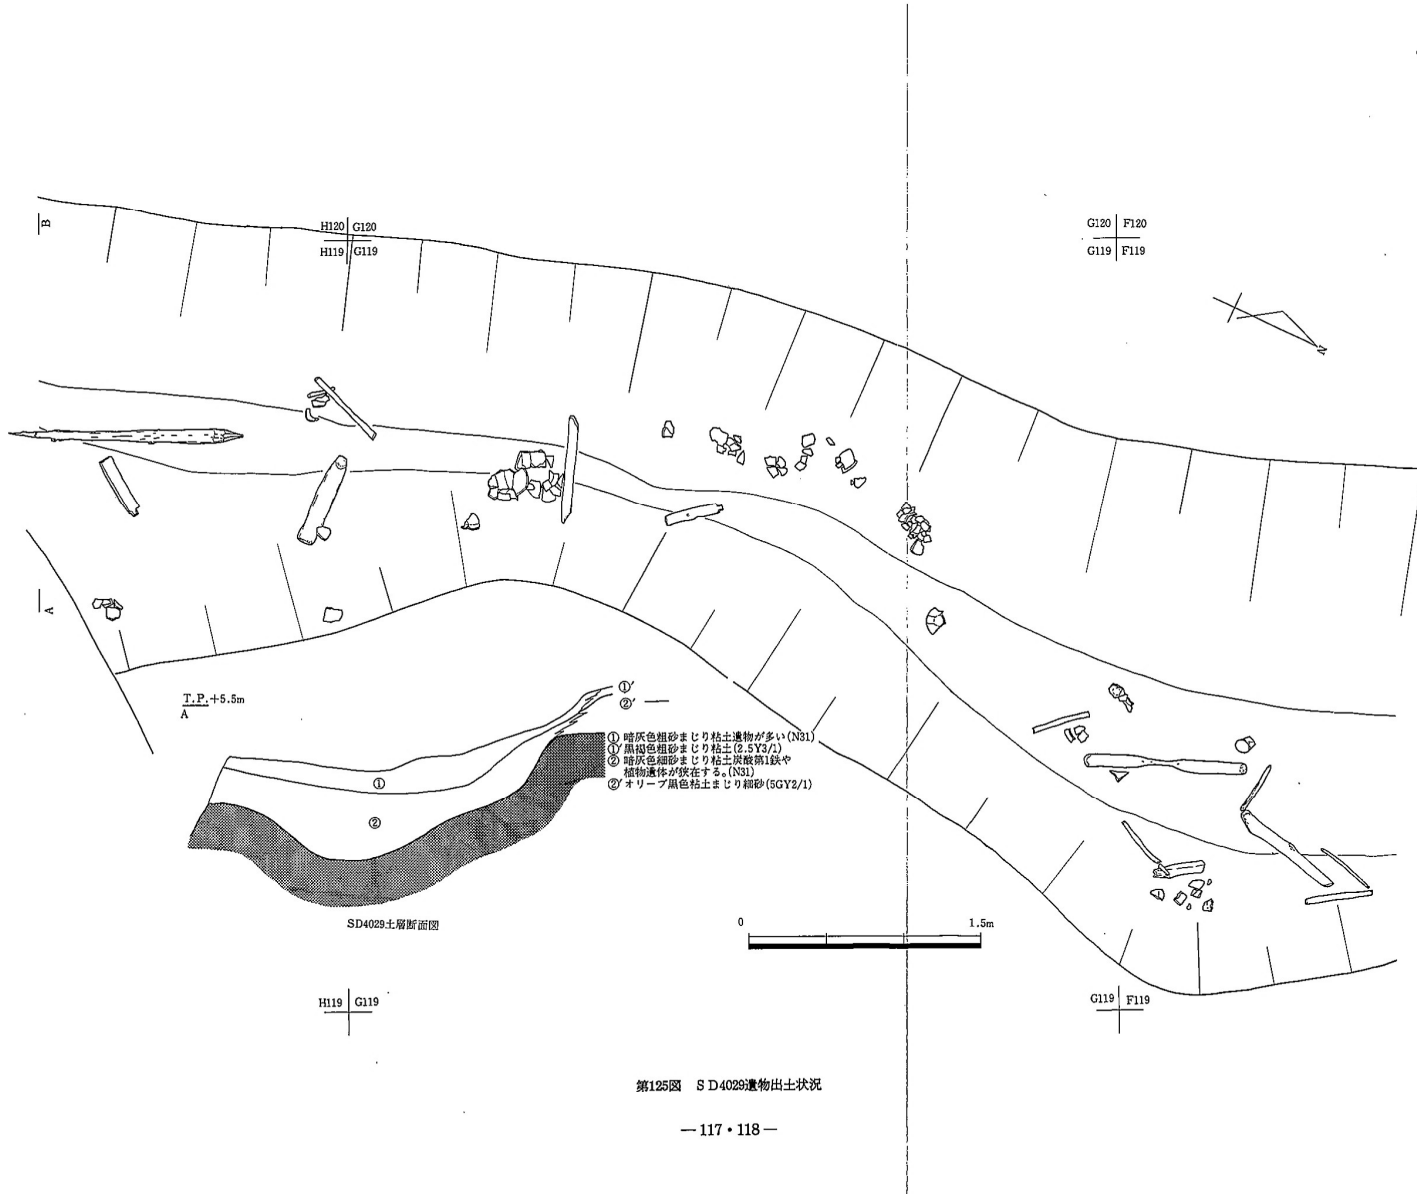 B
H120 G120
H119 G119
G120 F120
G119 F119
N
A
T.P.+5.5m
A
①′
②′
① 暗灰色粗砂まじり粘土遺物が多い(N31)
①′黒褐色粗砂まじり粘土(2.5Y3/1)
② 暗灰色細砂まじり粘土炭酸第1鉄や
植物遺体が狭在する。(N31)
②′オリーブ黒色粘土まじり細砂(5GY2/1)
①
②
SD4029土層断面図
0 1.5m
H119 G119
G119 F119
第125図 SD4029遺物出土状況
—117・118—